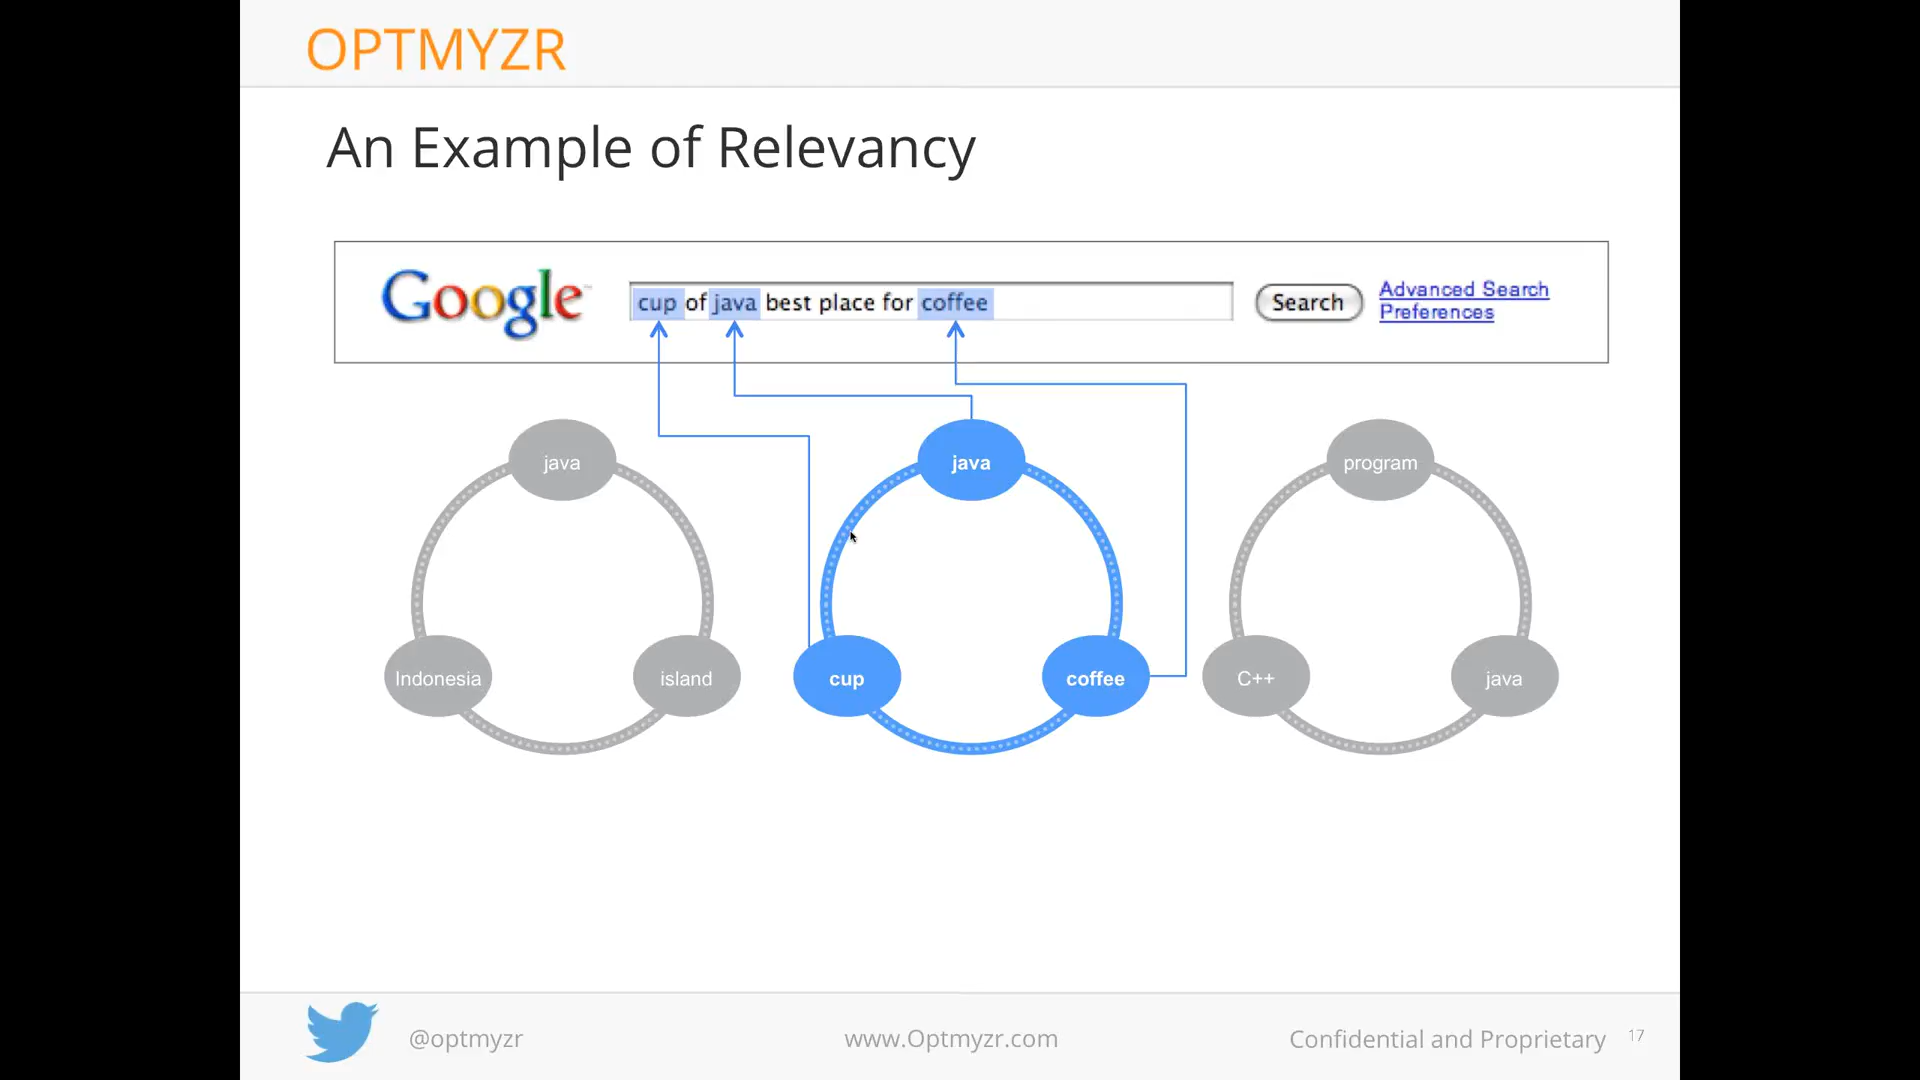 OPTMYZR
An Example of Relevancy
Google
cup of java best place for coffee
Search
Advanced Search
Preferences
java
Indonesia
island
java
cup
coffee
program
C++
java
@optmyzr
www.Optmyzr.com
Confidential and Proprietary
17